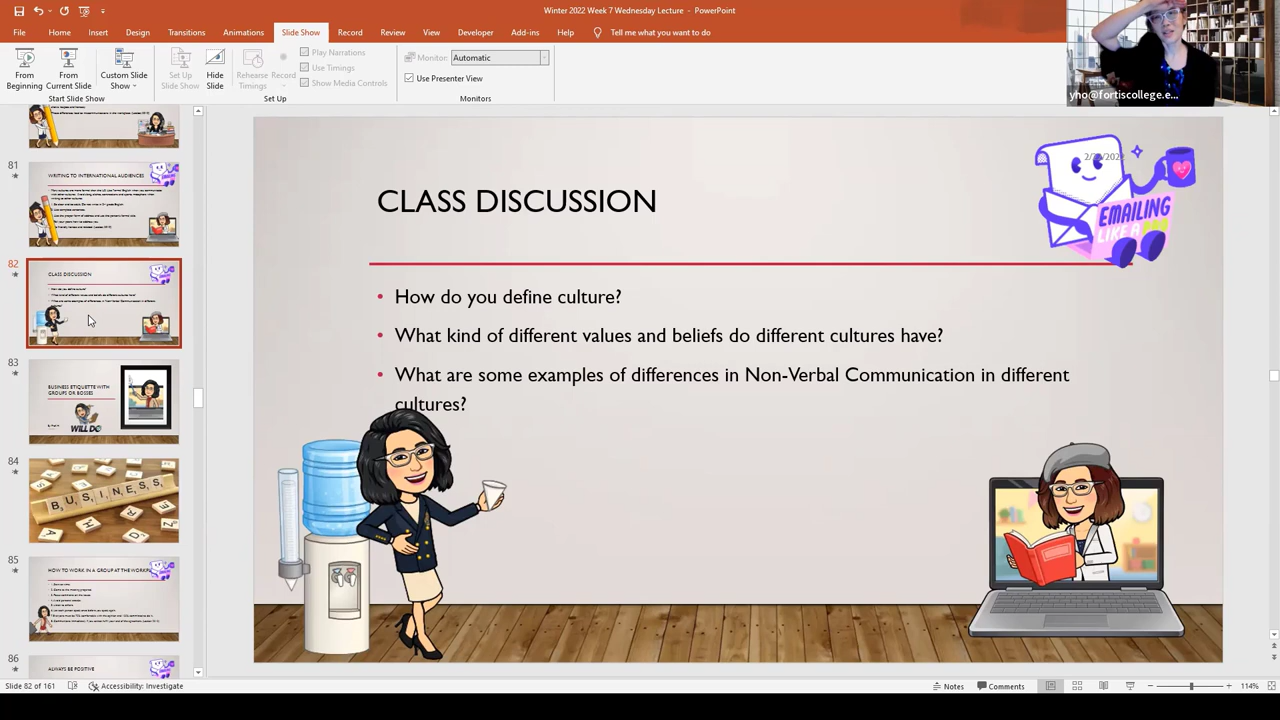 Winter 2022 Week 7 Wednesday Lecture - PowerPoint
File Home Insert Design Transitions Animations Slide Show Record Review View Developer Add-ins Help Tell me what you want to do
From Beginning
From Current Slide
Custom Slide Show
Set Up Slide Show
Hide Slide
Rehearse Timings
Record
Play Narrations
Use Timings
Show Media Controls
Monitor: Automatic
Use Presenter View
Start Slide Show
Set Up
Monitors
yho@fortiscollege.e...
81
WRITING TO INTERNATIONAL AUDIENCES
82
CLASS DISCUSSION
83
BUSINESS ETIQUETTE WITH
GROUPS OR BOSSES
WILL DO
84
BUSINESS
85
HOW TO WORK IN A GROUP AT THE
86
ALWAYS BE POSITIVE
CLASS DISCUSSION
EMAILING
LIKE A
• How do you define culture?
• What kind of different values and beliefs do different cultures have?
• What are some examples of differences in Non-Verbal Communication in different
cultures?
Slide 82 of 161 Accessibility: Investigate Notes Comments 114%